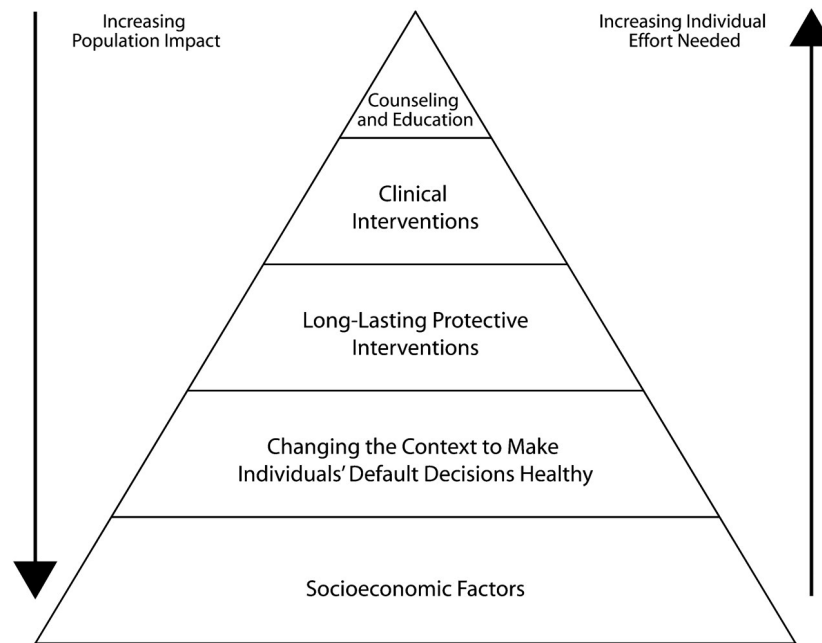 Increasing
Population Impact
Increasing Individual
Effort Needed
Counseling
and Education
Clinical
Interventions
Long-Lasting Protective
Interventions
Changing the Context to Make
Individuals’ Default Decisions Healthy
Socioeconomic Factors